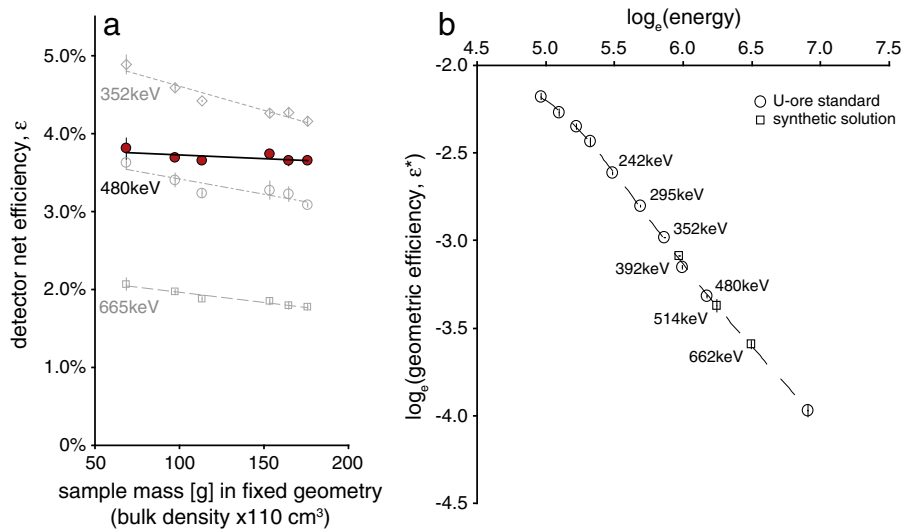 a
detector net efficiency, ε
5.0%
4.0%
3.0%
2.0%
1.0%
0%
352keV
480keV
665keV
50
100
150
200
sample mass [g] in fixed geometry
(bulk density x110 cm³)
b
logₑ(energy)
4.5
5.0
5.5
6.0
6.5
7.0
7.5
-2.0
-2.5
-3.0
-3.5
-4.0
-4.5
logₑ(geometric efficiency, ε*)
U-ore standard
synthetic solution
242keV
295keV
352keV
392keV
480keV
514keV
662keV